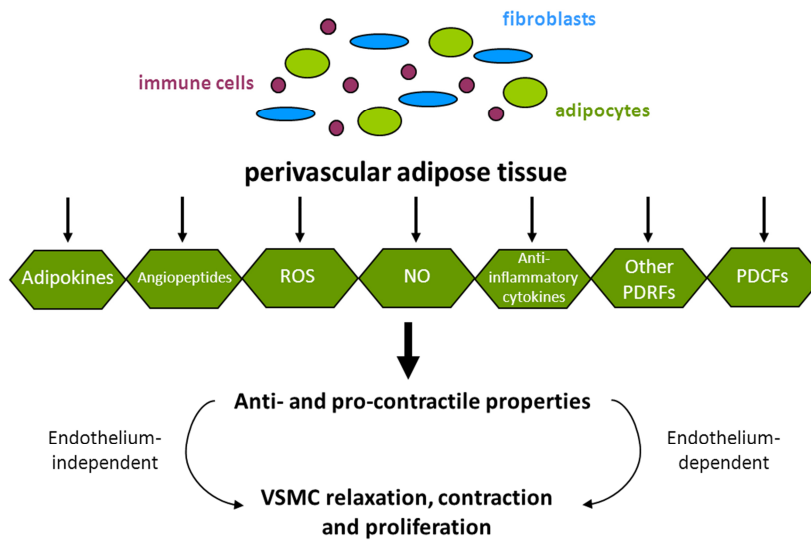 fibroblasts
immune cells
adipocytes
perivascular adipose tissue
Adipokines
Angiopeptides
ROS
NO
Anti-
inflammatory
cytokines
Other
PDRFs
PDCFs
Anti- and pro-contractile properties
Endothelium-
independent
Endothelium-
dependent
VSMC relaxation, contraction
and proliferation